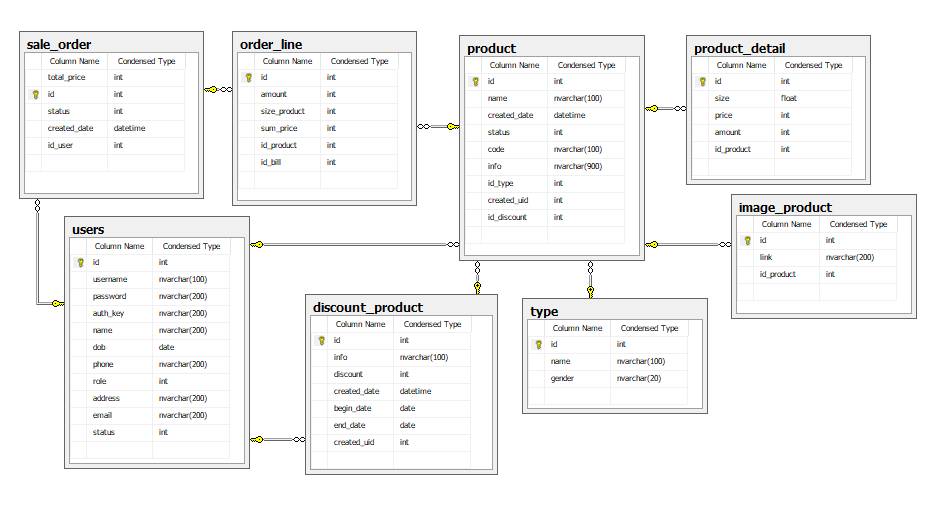 sale_order
Column Name Condensed Type
total_price int
id int
status int
created_date datetime
id_user int
order_line
Column Name Condensed Type
id int
amount int
size_product int
sum_price int
id_product int
id_bill int
product
Column Name Condensed Type
id int
name nvarchar(100)
created_date datetime
status int
code nvarchar(100)
info nvarchar(900)
id_type int
created_uid int
id_discount int
product_detail
Column Name Condensed Type
id int
size float
price int
amount int
id_product int
image_product
Column Name Condensed Type
id int
link nvarchar(200)
id_product int
users
Column Name Condensed Type
id int
username nvarchar(100)
password nvarchar(200)
auth_key nvarchar(200)
name nvarchar(200)
dob date
phone nvarchar(200)
role int
address nvarchar(200)
email nvarchar(200)
status int
discount_product
Column Name Condensed Type
id int
info nvarchar(100)
discount int
created_date datetime
begin_date date
end_date date
created_uid int
type
Column Name Condensed Type
id int
name nvarchar(100)
gender nvarchar(20)